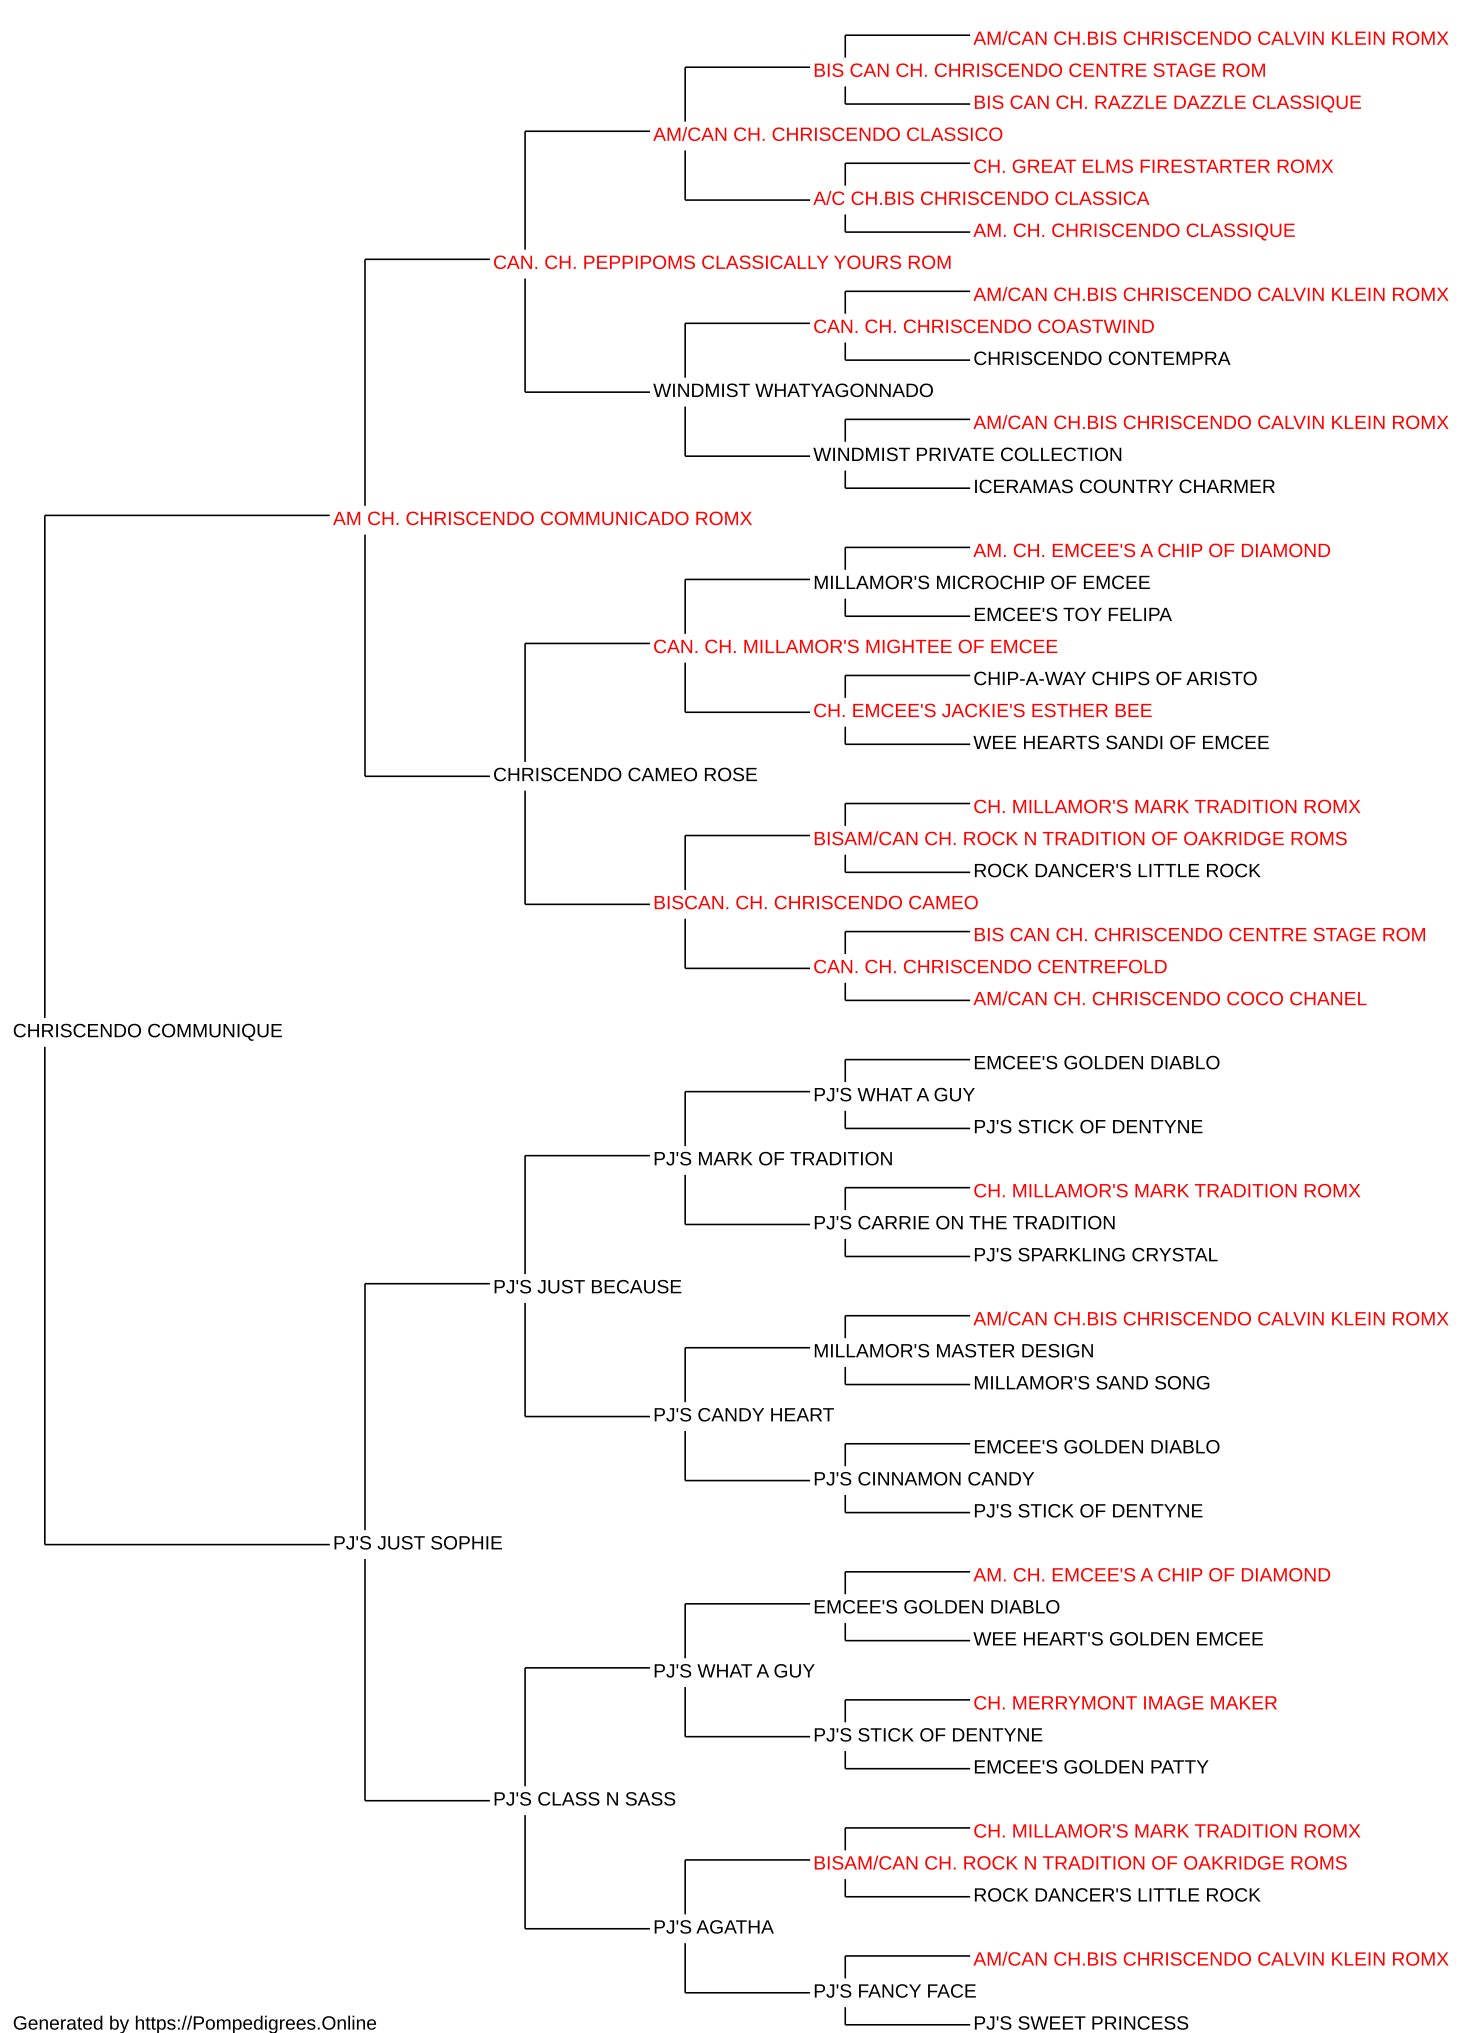 AM/CAN CH.BIS CHRISCENDO CALVIN KLEIN ROMX
BIS CAN CH. CHRISCENDO CENTRE STAGE ROM
BIS CAN CH. RAZZLE DAZZLE CLASSIQUE
AM/CAN CH. CHRISCENDO CLASSICO
CH. GREAT ELMS FIRESTARTER ROMX
A/C CH.BIS CHRISCENDO CLASSICA
AM. CH. CHRISCENDO CLASSIQUE
CAN. CH. PEPPIPOMS CLASSICALLY YOURS ROM
AM/CAN CH.BIS CHRISCENDO CALVIN KLEIN ROMX
CAN. CH. CHRISCENDO COASTWIND
CHRISCENDO CONTEMPRA
WINDMIST WHATYAGONNADO
AM/CAN CH.BIS CHRISCENDO CALVIN KLEIN ROMX
WINDMIST PRIVATE COLLECTION
ICERAMAS COUNTRY CHARMER
AM CH. CHRISCENDO COMMUNICADO ROMX
AM. CH. EMCEE'S A CHIP OF DIAMOND
MILLAMOR'S MICROCHIP OF EMCEE
EMCEE'S TOY FELIPA
CAN. CH. MILLAMOR'S MIGHTEE OF EMCEE
CHIP-A-WAY CHIPS OF ARISTO
CH. EMCEE'S JACKIE'S ESTHER BEE
WEE HEARTS SANDI OF EMCEE
CHRISCENDO CAMEO ROSE
CH. MILLAMOR'S MARK TRADITION ROMX
BISAM/CAN CH. ROCK N TRADITION OF OAKRIDGE ROMS
ROCK DANCER'S LITTLE ROCK
BISCAN. CH. CHRISCENDO CAMEO
BIS CAN CH. CHRISCENDO CENTRE STAGE ROM
CAN. CH. CHRISCENDO CENTREFOLD
AM/CAN CH. CHRISCENDO COCO CHANEL
CHRISCENDO COMMUNIQUE
EMCEE'S GOLDEN DIABLO
PJ'S WHAT A GUY
PJ'S STICK OF DENTYNE
PJ'S MARK OF TRADITION
CH. MILLAMOR'S MARK TRADITION ROMX
PJ'S CARRIE ON THE TRADITION
PJ'S SPARKLING CRYSTAL
PJ'S JUST BECAUSE
AM/CAN CH.BIS CHRISCENDO CALVIN KLEIN ROMX
MILLAMOR'S MASTER DESIGN
MILLAMOR'S SAND SONG
PJ'S CANDY HEART
EMCEE'S GOLDEN DIABLO
PJ'S CINNAMON CANDY
PJ'S STICK OF DENTYNE
PJ'S JUST SOPHIE
AM. CH. EMCEE'S A CHIP OF DIAMOND
EMCEE'S GOLDEN DIABLO
WEE HEART'S GOLDEN EMCEE
PJ'S WHAT A GUY
CH. MERRYMONT IMAGE MAKER
PJ'S STICK OF DENTYNE
EMCEE'S GOLDEN PATTY
PJ'S CLASS N SASS
CH. MILLAMOR'S MARK TRADITION ROMX
BISAM/CAN CH. ROCK N TRADITION OF OAKRIDGE ROMS
ROCK DANCER'S LITTLE ROCK
PJ'S AGATHA
AM/CAN CH.BIS CHRISCENDO CALVIN KLEIN ROMX
PJ'S FANCY FACE
PJ'S SWEET PRINCESS
Generated by https://Pompedigrees.Online